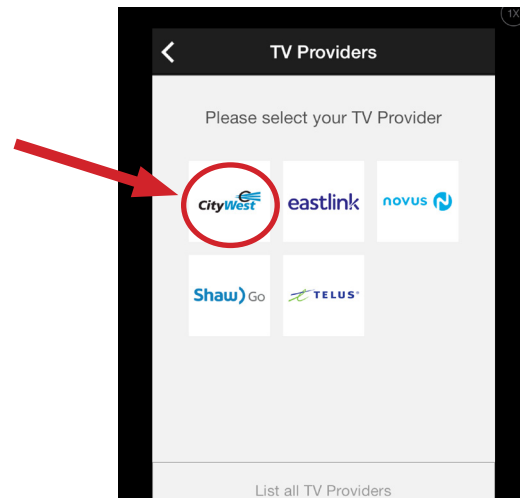 1X
TV Providers
Please select your TV Provider
CityWest
eastlink
novus
Shaw) Go
TELUS®
List all TV Providers